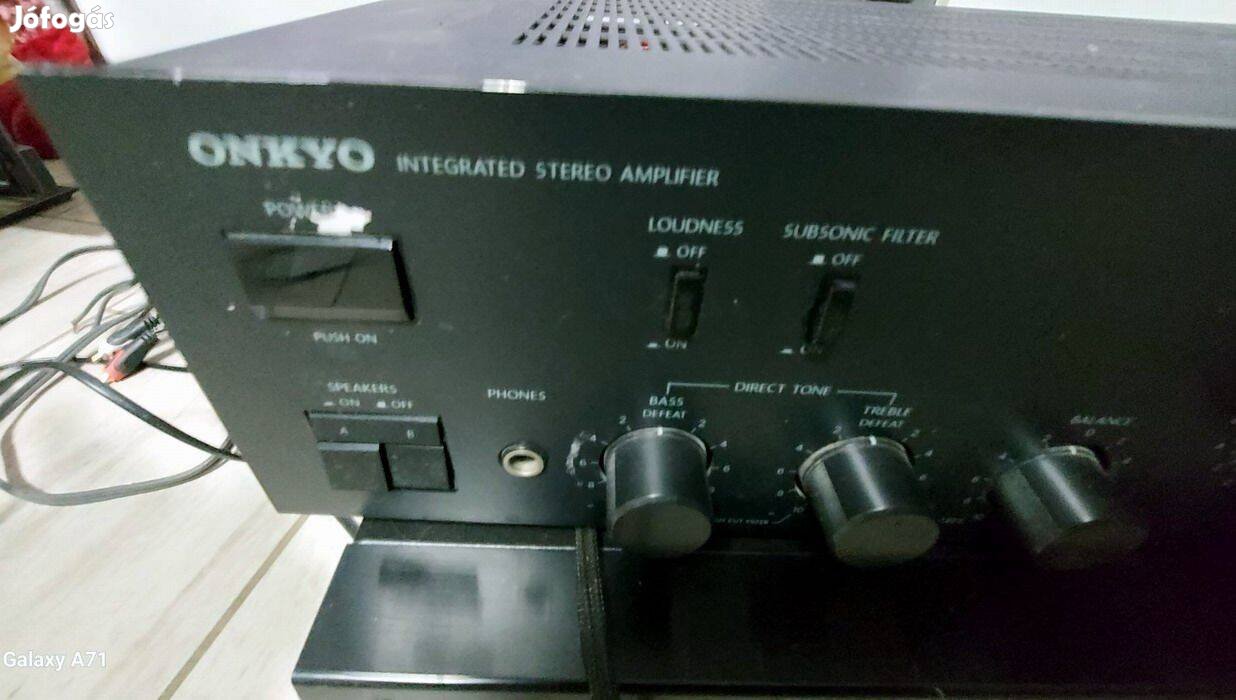 Jófogás
ONKYO INTEGRATED STEREO AMPLIFIER
POWER
PUSH ON
LOUDNESS
OFF
ON
SUBSONIC FILTER
OFF
SPEAKERS
ON OFF
A B
PHONES
DIRECT TONE
BASS
DEFEAT
TREBLE
DEFEAT
BALANCE
Galaxy A71